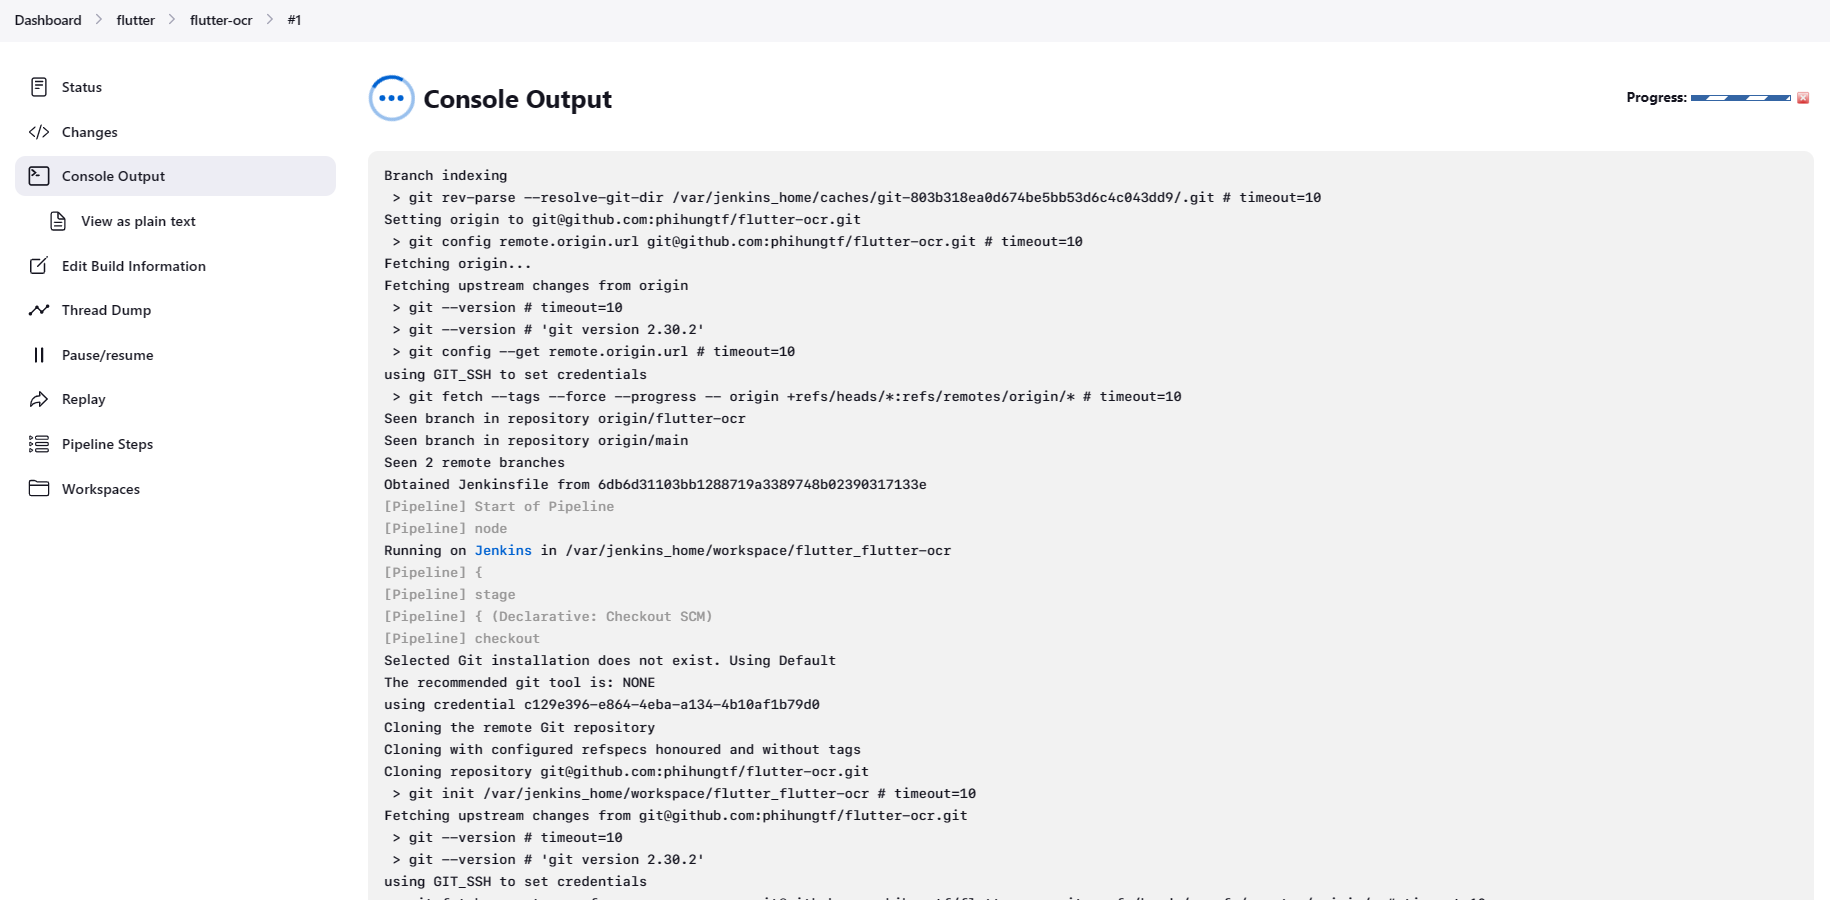 Dashboard > flutter > flutter-ocr > #1
Status
Changes
Console Output
View as plain text
Edit Build Information
Thread Dump
Pause/resume
Replay
Pipeline Steps
Workspaces
Console Output
Progress:
Branch indexing
> git rev-parse --resolve-git-dir /var/jenkins_home/caches/git-803b318ea0d674be5bb53d6c4c043dd9/.git # timeout=10
Setting origin to git@github.com:phihungtf/flutter-ocr.git
> git config remote.origin.url git@github.com:phihungtf/flutter-ocr.git # timeout=10
Fetching origin...
Fetching upstream changes from origin
> git --version # timeout=10
> git --version # 'git version 2.30.2'
> git config --get remote.origin.url # timeout=10
using GIT_SSH to set credentials
> git fetch --tags --force --progress -- origin +refs/heads/*:refs/remotes/origin/* # timeout=10
Seen branch in repository origin/flutter-ocr
Seen branch in repository origin/main
Seen 2 remote branches
Obtained Jenkinsfile from 6db6d31103bb1288719a3389748b02390317133e
[Pipeline] Start of Pipeline
[Pipeline] node
Running on Jenkins in /var/jenkins_home/workspace/flutter_flutter-ocr
[Pipeline] {
[Pipeline] stage
[Pipeline] { (Declarative: Checkout SCM)
[Pipeline] checkout
Selected Git installation does not exist. Using Default
The recommended git tool is: NONE
using credential c129e396-e864-4eba-a134-4b10af1b79d0
Cloning the remote Git repository
Cloning with configured refspecs honoured and without tags
Cloning repository git@github.com:phihungtf/flutter-ocr.git
> git init /var/jenkins_home/workspace/flutter_flutter-ocr # timeout=10
Fetching upstream changes from git@github.com:phihungtf/flutter-ocr.git
> git --version # timeout=10
> git --version # 'git version 2.30.2'
using GIT_SSH to set credentials